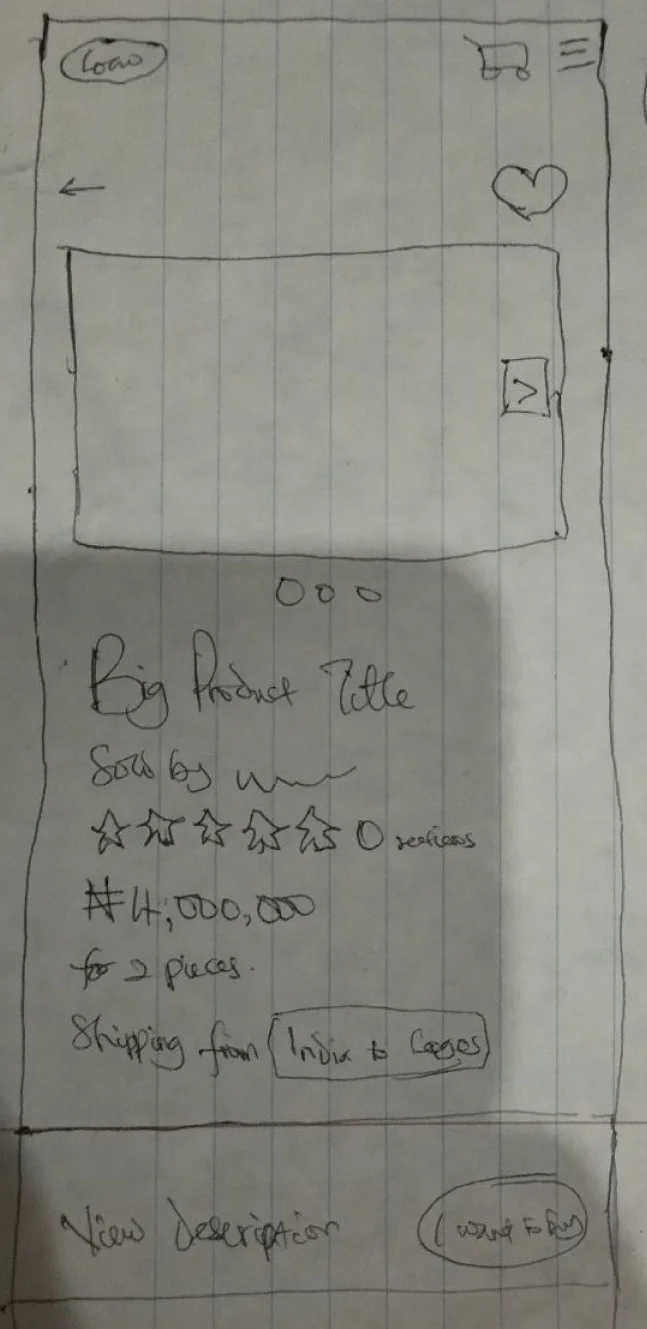 Logo
>
Big Product Title
Sold by
0 reviews
₦4,000,000
for 2 pieces.
Shipping from India to Lagos
View Description
I want to buy